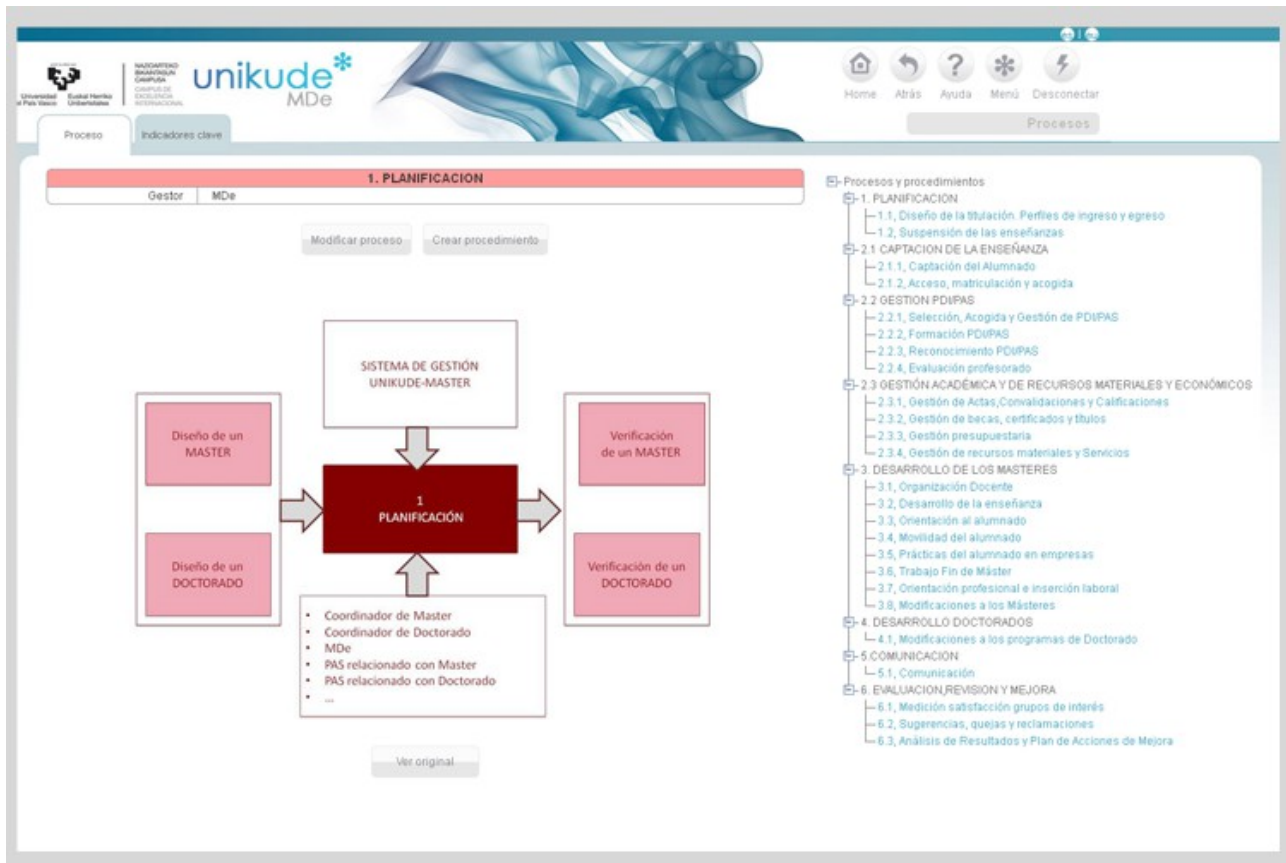 es | eu
Universidad del País Vasco
Euskal Herriko Unibertsitatea
NAZIOARTEKO
BIKAINTASUN
CAMPUSA
CAMPUS DE
EXCELENCIA
INTERNACIONAL
unikude*
MDe
Home Atrás Ayuda Menú Desconectar
Procesos
Proceso Indicadores clave
1. PLANIFICACION
Gestor MDe
Modificar proceso Crear procedimiento
SISTEMA DE GESTIÓN
UNIKUDE-MASTER
Diseño de un
MASTER
Diseño de un
DOCTORADO
1
PLANIFICACIÓN
Verificación
de un MASTER
Verificación de un
DOCTORADO
• Coordinador de Master
• Coordinador de Doctorado
• MDe
• PAS relacionado con Master
• PAS relacionado con Doctorado
• ...
Ver original
Procesos y procedimientos
1. PLANIFICACION
1.1, Diseño de la titulación. Perfiles de ingreso y egreso
1.2, Suspensión de las enseñanzas
2.1 CAPTACION DE LA ENSEÑANZA
2.1.1, Captación del Alumnado
2.1.2, Acceso, matriculación y acogida
2.2 GESTION PDI/PAS
2.2.1, Selección, Acogida y Gestión de PDI/PAS
2.2.2, Formación PDI/PAS
2.2.3, Reconocimiento PDI/PAS
2.2.4, Evaluación profesorado
2.3 GESTIÓN ACADÉMICA Y DE RECURSOS MATERIALES Y ECONÓMICOS
2.3.1, Gestión de Actas,Convalidaciones y Calificaciones
2.3.2, Gestión de becas, certificados y títulos
2.3.3, Gestión presupuestaria
2.3.4, Gestión de recursos materiales y Servicios
3. DESARROLLO DE LOS MASTERES
3.1, Organización Docente
3.2, Desarrollo de la enseñanza
3.3, Orientación al alumnado
3.4, Movilidad del alumnado
3.5, Prácticas del alumnado en empresas
3.6, Trabajo Fin de Máster
3.7, Orientación profesional e inserción laboral
3.8, Modificaciones a los Másteres
4. DESARROLLO DOCTORADOS
4.1, Modificaciones a los programas de Doctorado
5.COMUNICACIÓN
5.1, Comunicación
6. EVALUACION,REVISION Y MEJORA
6.1, Medición satisfacción grupos de interés
6.2, Sugerencias, quejas y reclamaciones
6.3, Análisis de Resultados y Plan de Acciones de Mejora